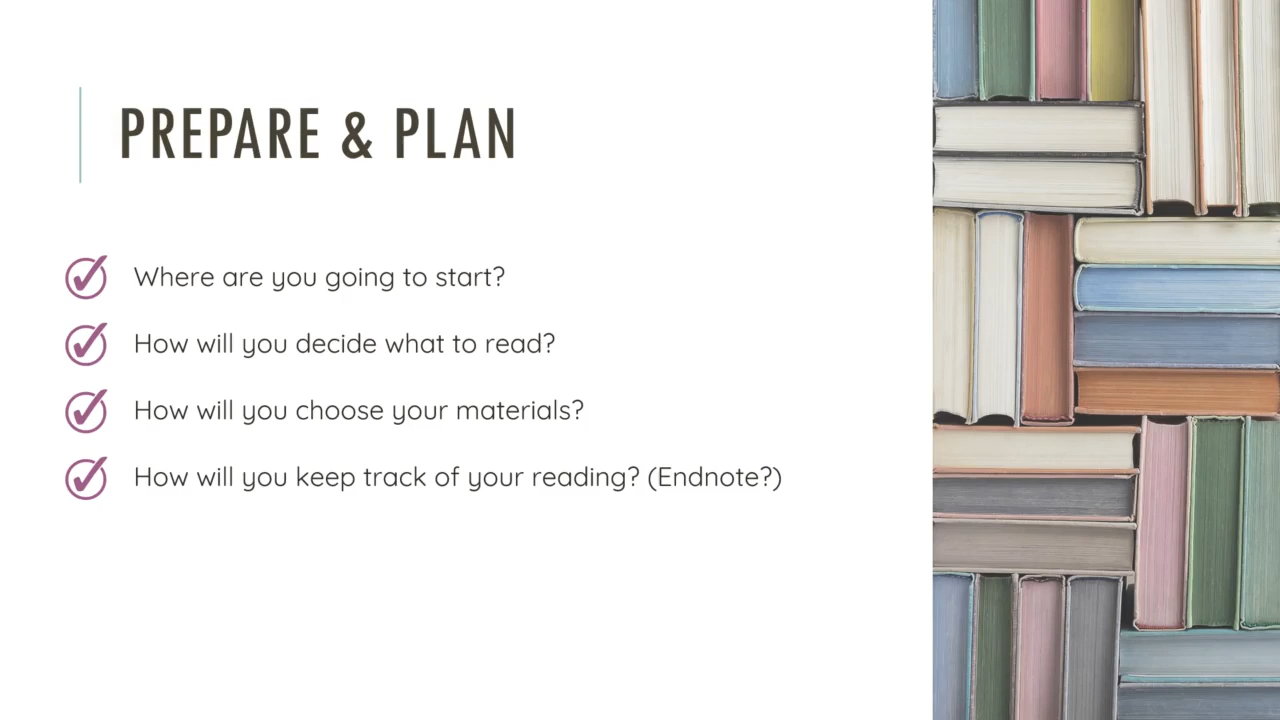 PREPARE & PLAN
Where are you going to start?
How will you decide what to read?
How will you choose your materials?
How will you keep track of your reading? (Endnote?)